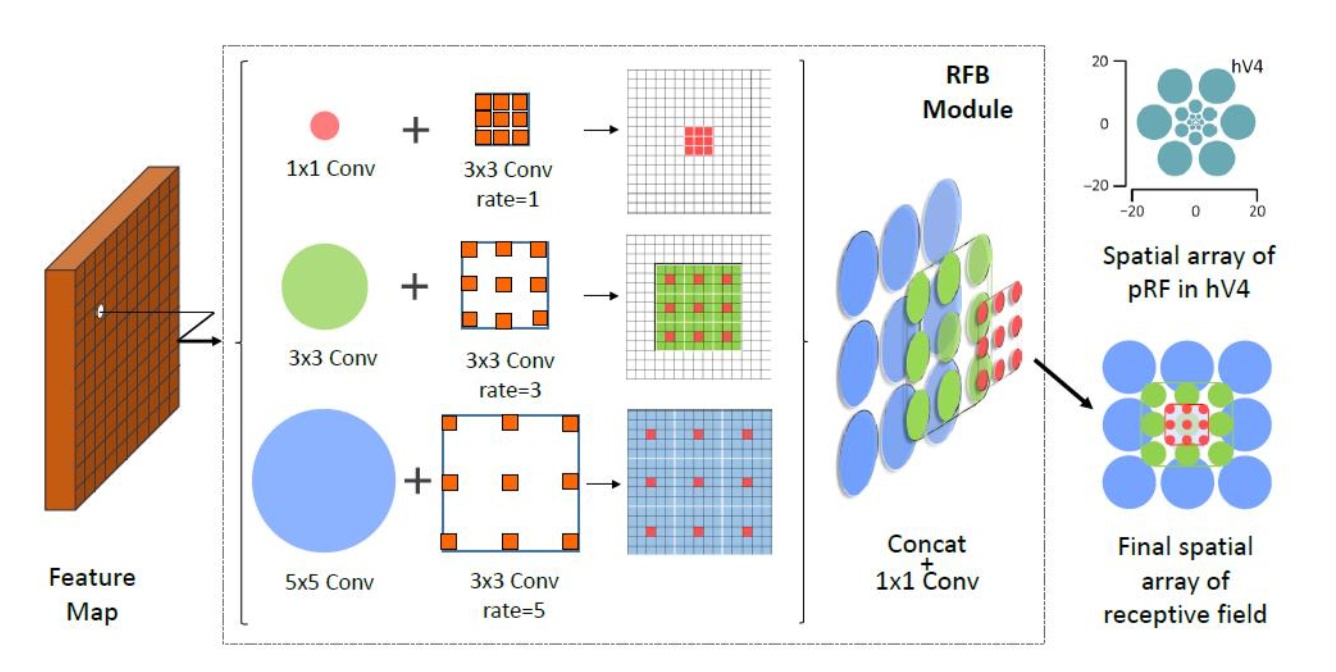 Feature
Map
1x1 Conv
+
3x3 Conv
rate=1
3x3 Conv
+
3x3 Conv
rate=3
5x5 Conv
+
3x3 Conv
rate=5
RFB
Module
Concat
+
1x1 Conv
20
0
−20
hV4
−20
0
20
Spatial array of
pRF in hV4
Final spatial
array of
receptive field